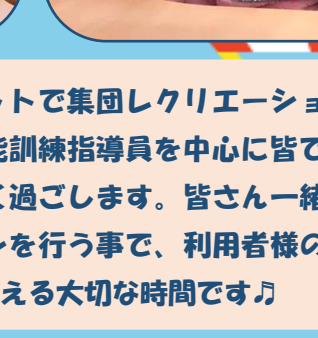 ットで集団レクリエーショ
能訓練指導員を中心に皆で
く過ごします。皆さん一緒
レを行う事で、利用者様の
える大切な時間です♫